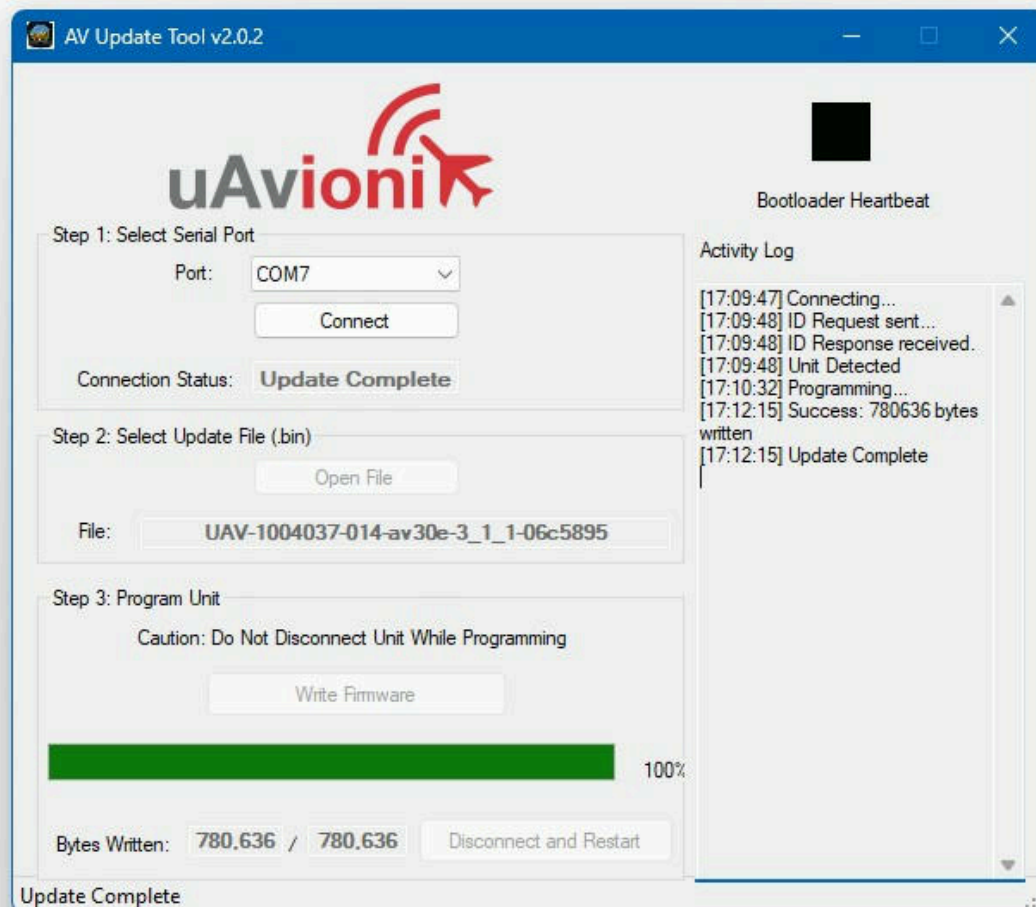 AV Update Tool v2.0.2
uAvionix
Bootloader Heartbeat
Step 1: Select Serial Port
Port:
COM7
Connect
Connection Status:
Update Complete
Step 2: Select Update File (.bin)
Open File
File:
UAV-1004037-014-av30e-3_1_1-06c5895
Step 3: Program Unit
Caution: Do Not Disconnect Unit While Programming
Write Firmware
100%
Bytes Written:
780,636 / 780,636
Disconnect and Restart
Activity Log
[17:09:47] Connecting...
[17:09:48] ID Request sent...
[17:09:48] ID Response received.
[17:09:48] Unit Detected
[17:10:32] Programming...
[17:12:15] Success: 780636 bytes
written
[17:12:15] Update Complete
Update Complete